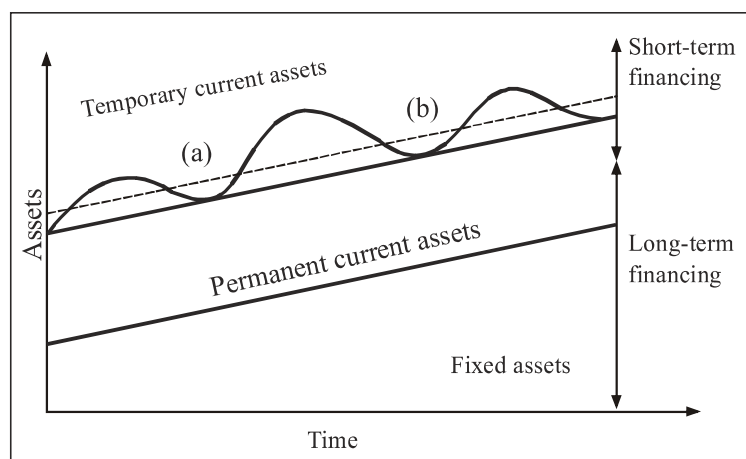 Short-term
financing
Temporary current assets
(b)
(a)
Assets
Permanent current assets
Long-term
financing
Fixed assets
Time